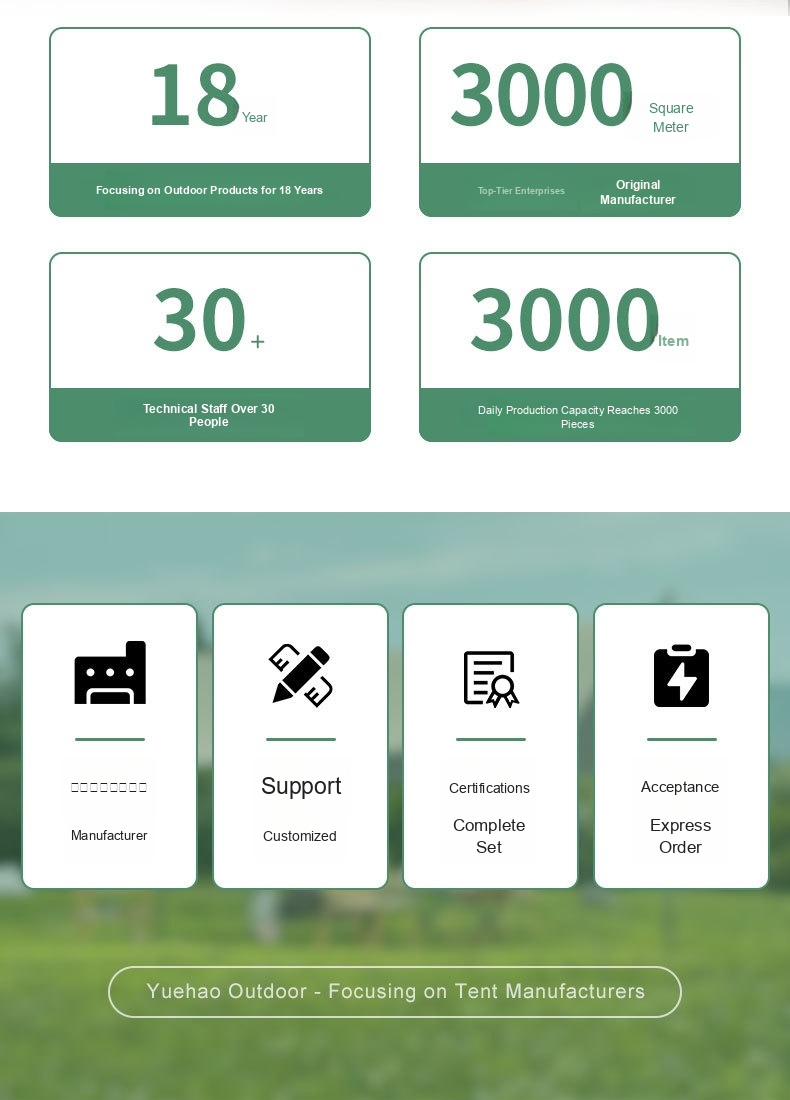 18 Year
Focusing on Outdoor Products for 18 Years
3000 Square
Meter
Top-Tier Enterprises
Original
Manufacturer
30 +
Technical Staff Over 30
People
3000 Item
Daily Production Capacity Reaches 3000
Pieces
Manufacturer
Support
Customized
Certifications
Complete
Set
Acceptance
Express
Order
Yuehao Outdoor - Focusing on Tent Manufacturers